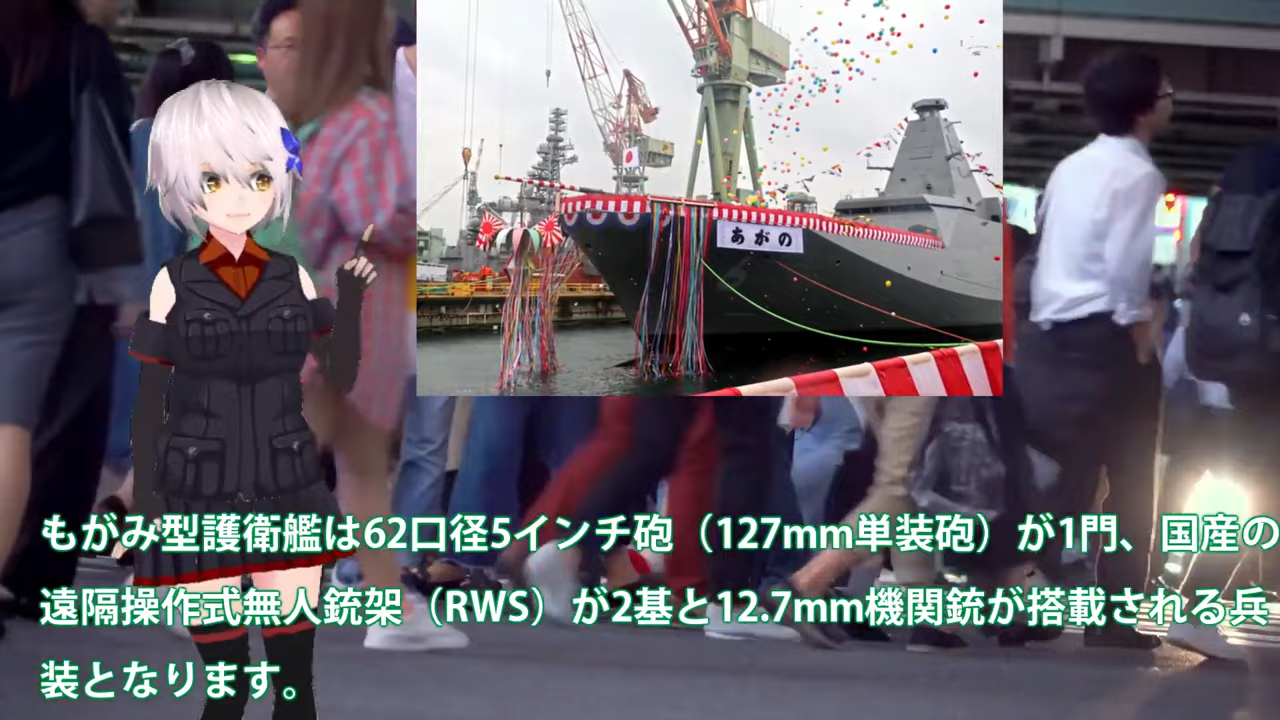 あがの
もがみ型護衛艦は62口径5インチ砲（127mm単装砲）が1門、国産の
遠隔操作式無人銃架（RWS）が2基と12.7mm機関銃が搭載される兵
装となります。